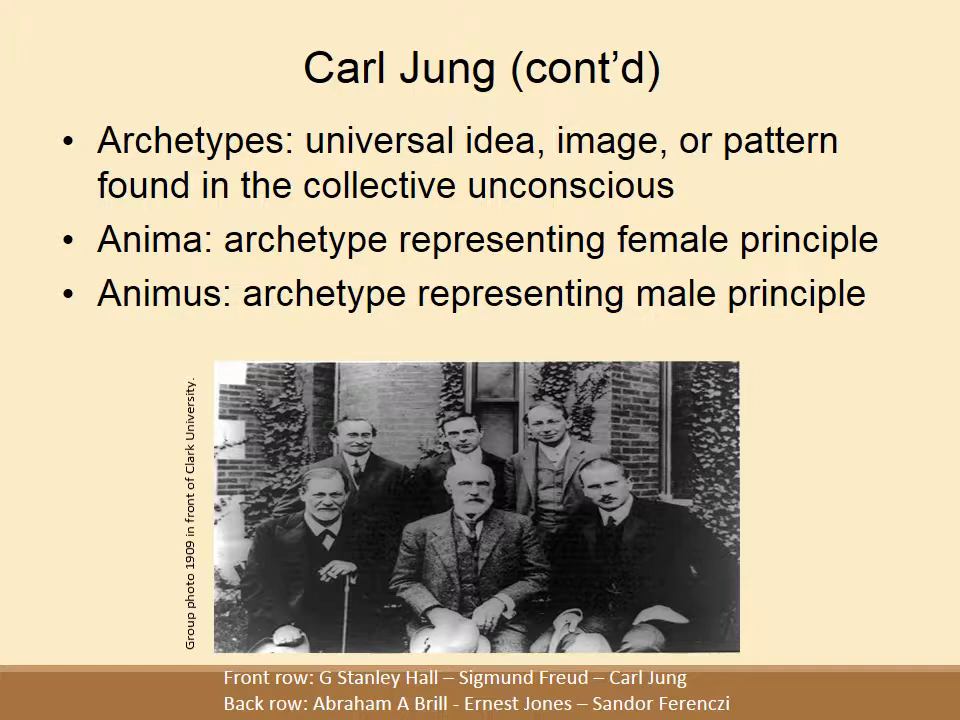 Carl Jung (cont’d)
• Archetypes: universal idea, image, or pattern
found in the collective unconscious
• Anima: archetype representing female principle
• Animus: archetype representing male principle
Group photo 1909 in front of Clark University.
Front row: G Stanley Hall – Sigmund Freud – Carl Jung
Back row: Abraham A Brill - Ernest Jones – Sandor Ferenczi